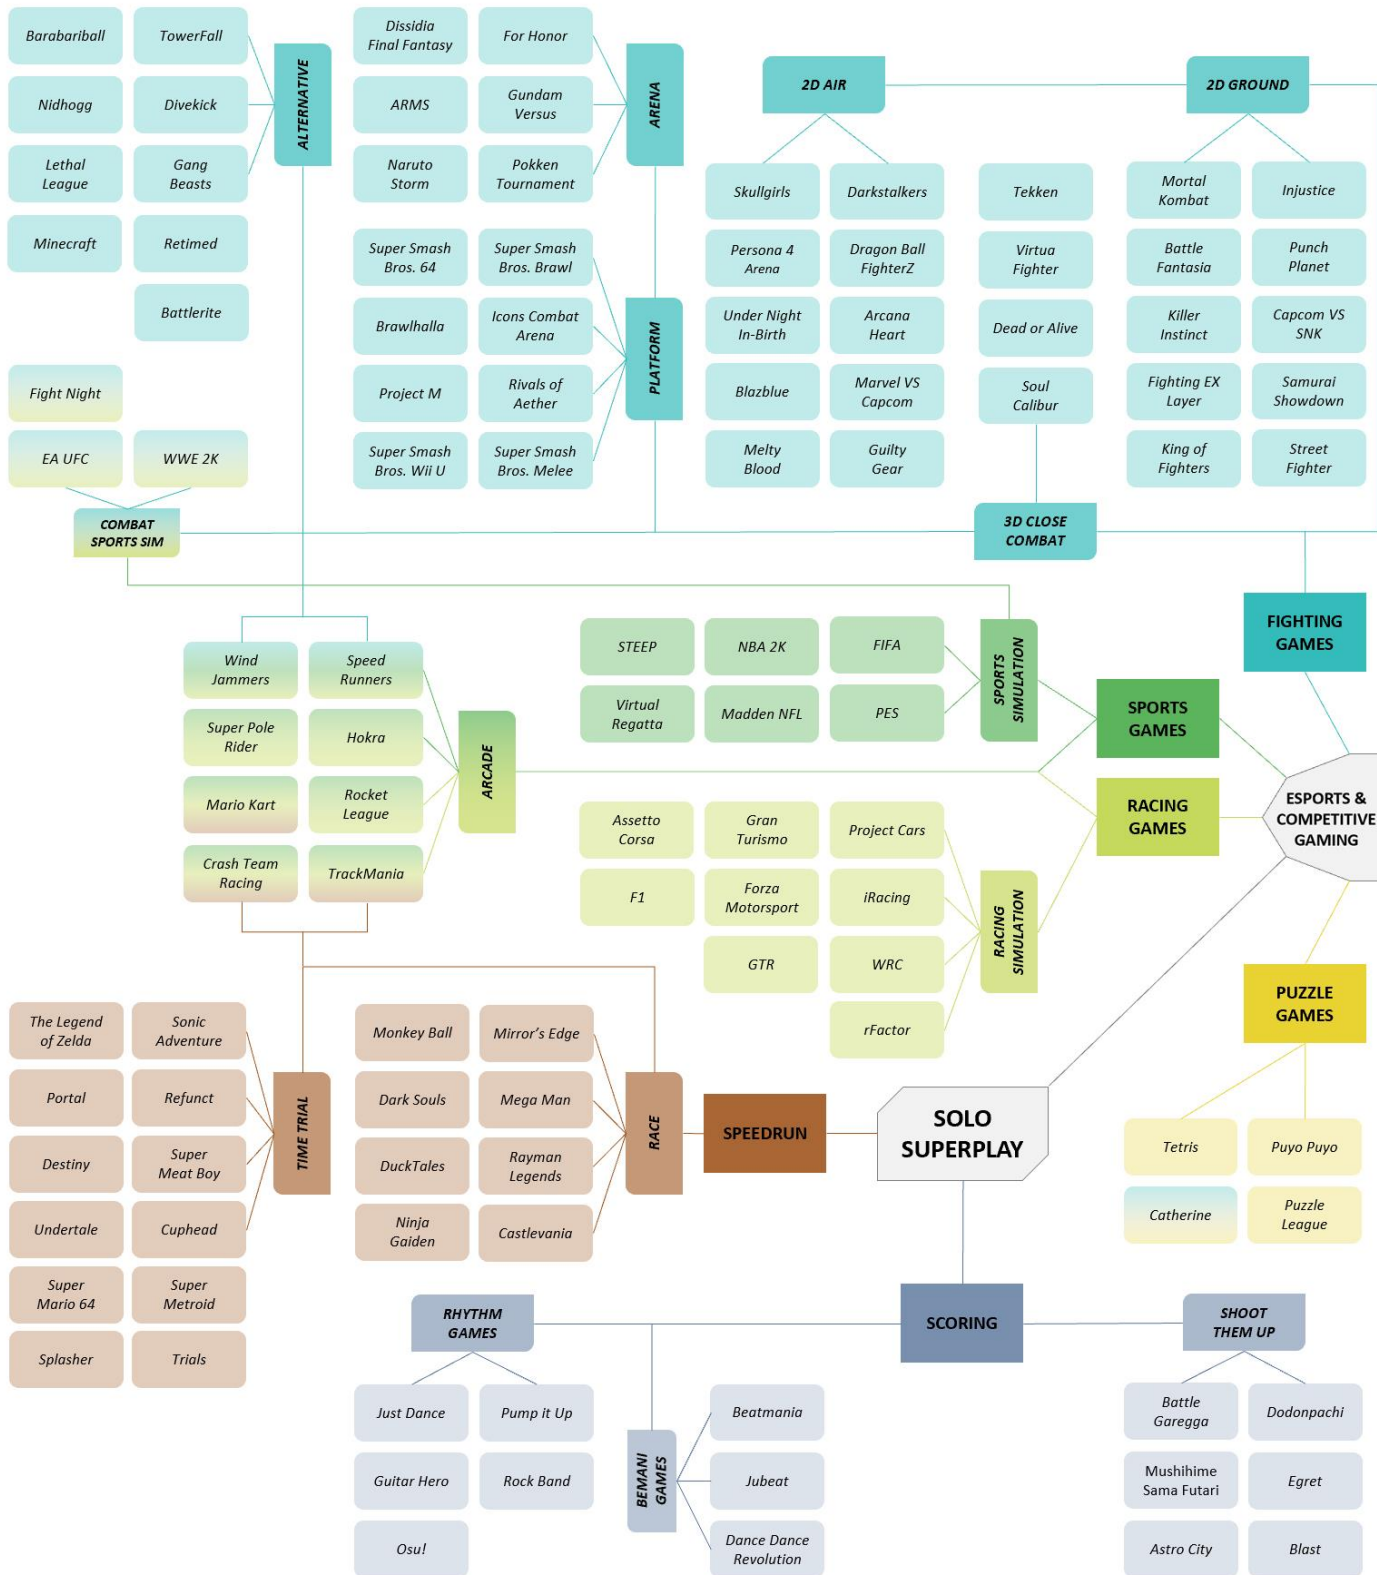 Barabariball
TowerFall
Nidhogg
Divekick
Lethal
League
Gang
Beasts
Minecraft
Retimed
Battlerite
ALTERNATIVE
Dissidia
Final Fantasy
For Honor
ARMS
Gundam
Versus
Naruto
Storm
Pokken
Tournament
ARENA
Super Smash
Bros. 64
Super Smash
Bros. Brawl
Brawlhalla
Icons Combat
Arena
Project M
Rivals of
Aether
Super Smash
Bros. Wii U
Super Smash
Bros. Melee
PLATFORM
2D AIR
Skullgirls
Darkstalkers
Persona 4
Arena
Dragon Ball
FighterZ
Under Night
In-Birth
Arcana
Heart
Blazblue
Marvel VS
Capcom
Melty
Blood
Guilty
Gear
Tekken
Virtua
Fighter
Dead or Alive
Soul
Calibur
3D CLOSE
COMBAT
2D GROUND
Mortal
Kombat
Injustice
Battle
Fantasia
Punch
Planet
Killer
Instinct
Capcom VS
SNK
Fighting EX
Layer
Samurai
Showdown
King of
Fighters
Street
Fighter
Fight Night
EA UFC
WWE 2K
COMBAT
SPORTS SIM
FIGHTING
GAMES
Wind
Jammers
Speed
Runners
Super Pole
Rider
Hokra
Mario Kart
Rocket
League
Crash Team
Racing
TrackMania
ARCADE
STEEP
NBA 2K
FIFA
Virtual
Regatta
Madden NFL
PES
SPORTS
SIMULATION
SPORTS
GAMES
RACING
GAMES
ESPORTS &
COMPETITIVE
GAMING
Assetto
Corsa
Gran
Turismo
Project Cars
F1
Forza
Motorsport
iRacing
GTR
WRC
rFactor
RACING
SIMULATION
PUZZLE
GAMES
Tetris
Puyo Puyo
Catherine
Puzzle
League
The Legend
of Zelda
Sonic
Adventure
Portal
Refunct
Destiny
Super
Meat Boy
Undertale
Cuphead
Super
Mario 64
Super
Metroid
Splasher
Trials
TIME TRIAL
Monkey Ball
Mirror's Edge
Dark Souls
Mega Man
DuckTales
Rayman
Legends
Ninja
Gaiden
Castlevania
RACE
SPEEDRUN
SOLO
SUPERPLAY
SCORING
RHYTHM
GAMES
Just Dance
Pump it Up
Guitar Hero
Rock Band
Osu!
BEMANI
GAMES
Beatmania
Jubeat
Dance Dance
Revolution
SHOOT
THEM UP
Battle
Garegga
Dodonpachi
Mushihime
Sama Futari
Egret
Astro City
Blast